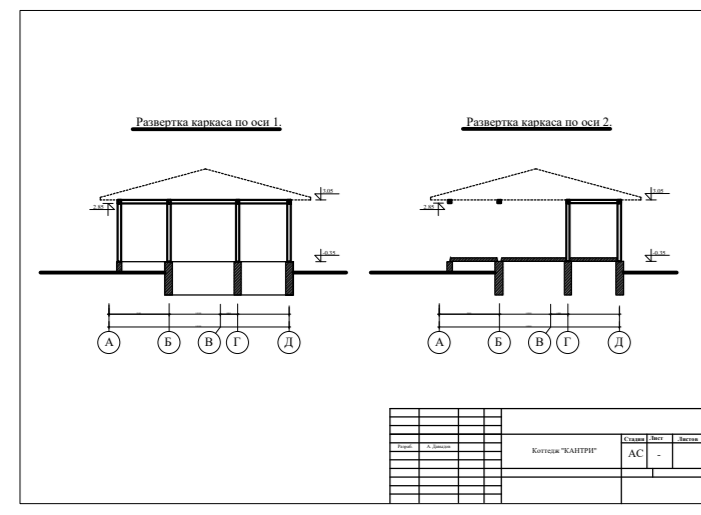 Развертка каркаса по оси 1.
Развертка каркаса по оси 2.
3.05
2.85
-0.35
3.05
2.85
-0.35
А Б В Г Д
А Б В Г Д
Разраб. А. Давыдов
Коттедж "КАНТРИ"
Стадия Лист Листов
АС -